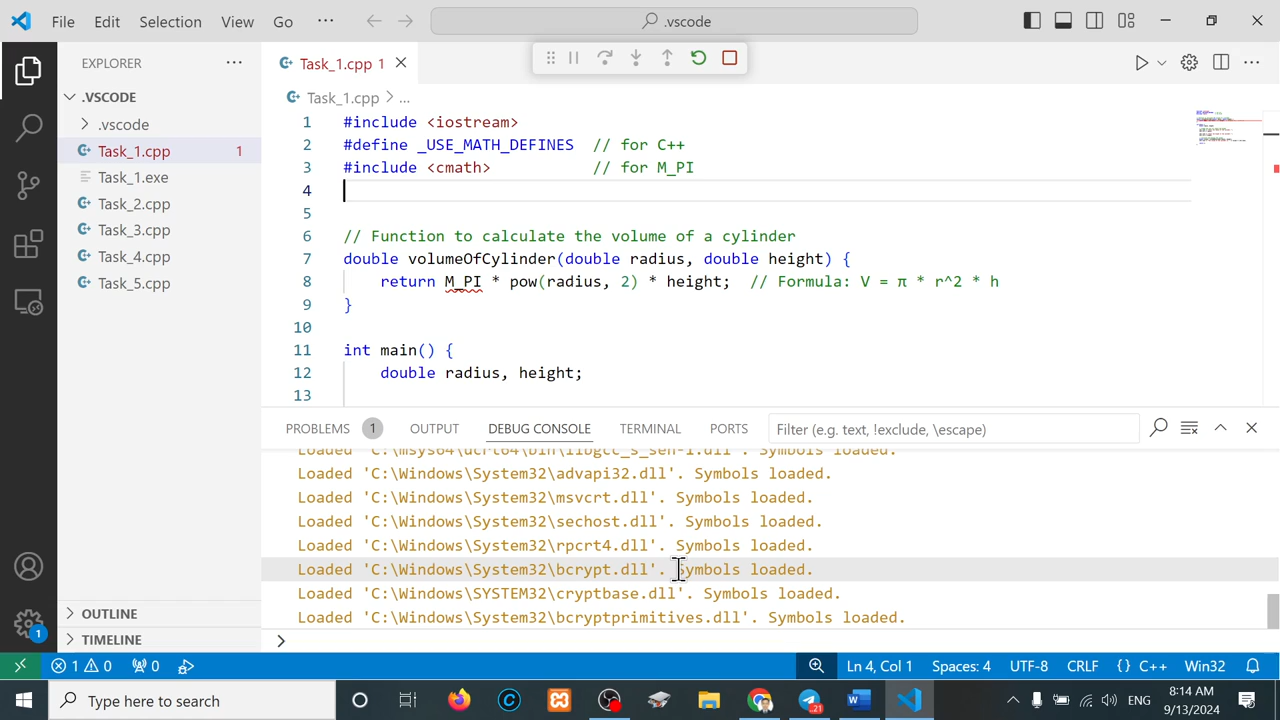 File Edit Selection View Go ··· .vscode
EXPLORER ···
Task_1.cpp 1
.VSCODE
.vscode
Task_1.cpp 1
Task_1.exe
Task_2.cpp
Task_3.cpp
Task_4.cpp
Task_5.cpp
OUTLINE
TIMELINE
Task_1.cpp > ...
1 #include <iostream>
2 #define _USE_MATH_DEFINES // for C++
3 #include <cmath> // for M_PI
4
5
6 // Function to calculate the volume of a cylinder
7 double volumeOfCylinder(double radius, double height) {
8 return M_PI * pow(radius, 2) * height; // Formula: V = π * r^2 * h
9 }
10
11 int main() {
12 double radius, height;
13
PROBLEMS 1 OUTPUT DEBUG CONSOLE TERMINAL PORTS Filter (e.g. text, !exclude, \escape)
Loaded 'C:\msys64\ucrt64\bin\libgcc_s_seh-1.dll'. Symbols loaded.
Loaded 'C:\Windows\System32\advapi32.dll'. Symbols loaded.
Loaded 'C:\Windows\System32\msvcrt.dll'. Symbols loaded.
Loaded 'C:\Windows\System32\sechost.dll'. Symbols loaded.
Loaded 'C:\Windows\System32\rpcrt4.dll'. Symbols loaded.
Loaded 'C:\Windows\System32\bcrypt.dll'. Symbols loaded.
Loaded 'C:\Windows\SYSTEM32\cryptbase.dll'. Symbols loaded.
Loaded 'C:\Windows\System32\bcryptprimitives.dll'. Symbols loaded.
>
1
1 0 0 Ln 4, Col 1 Spaces: 4 UTF-8 CRLF {} C++ Win32
Type here to search 21 ENG 8:14 AM
9/13/2024